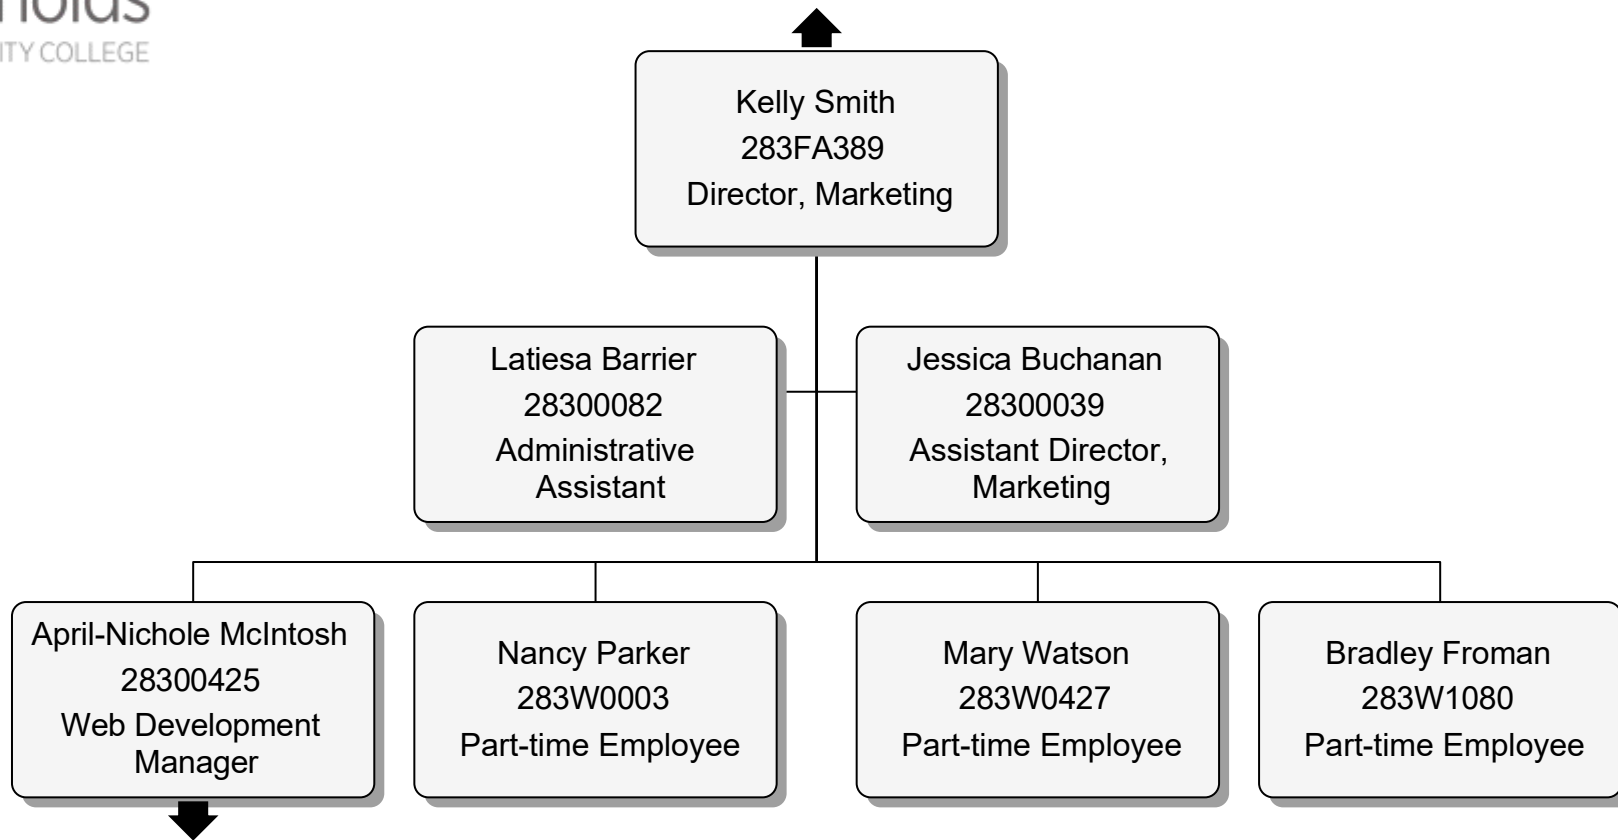 ITY COLLEGE
Kelly Smith
283FA389
Director, Marketing
Latiesa Barrier
28300082
Administrative
Assistant
Jessica Buchanan
28300039
Assistant Director,
Marketing
April-Nichole McIntosh
28300425
Web Development
Manager
Nancy Parker
283W0003
Part-time Employee
Mary Watson
283W0427
Part-time Employee
Bradley Froman
283W1080
Part-time Employee